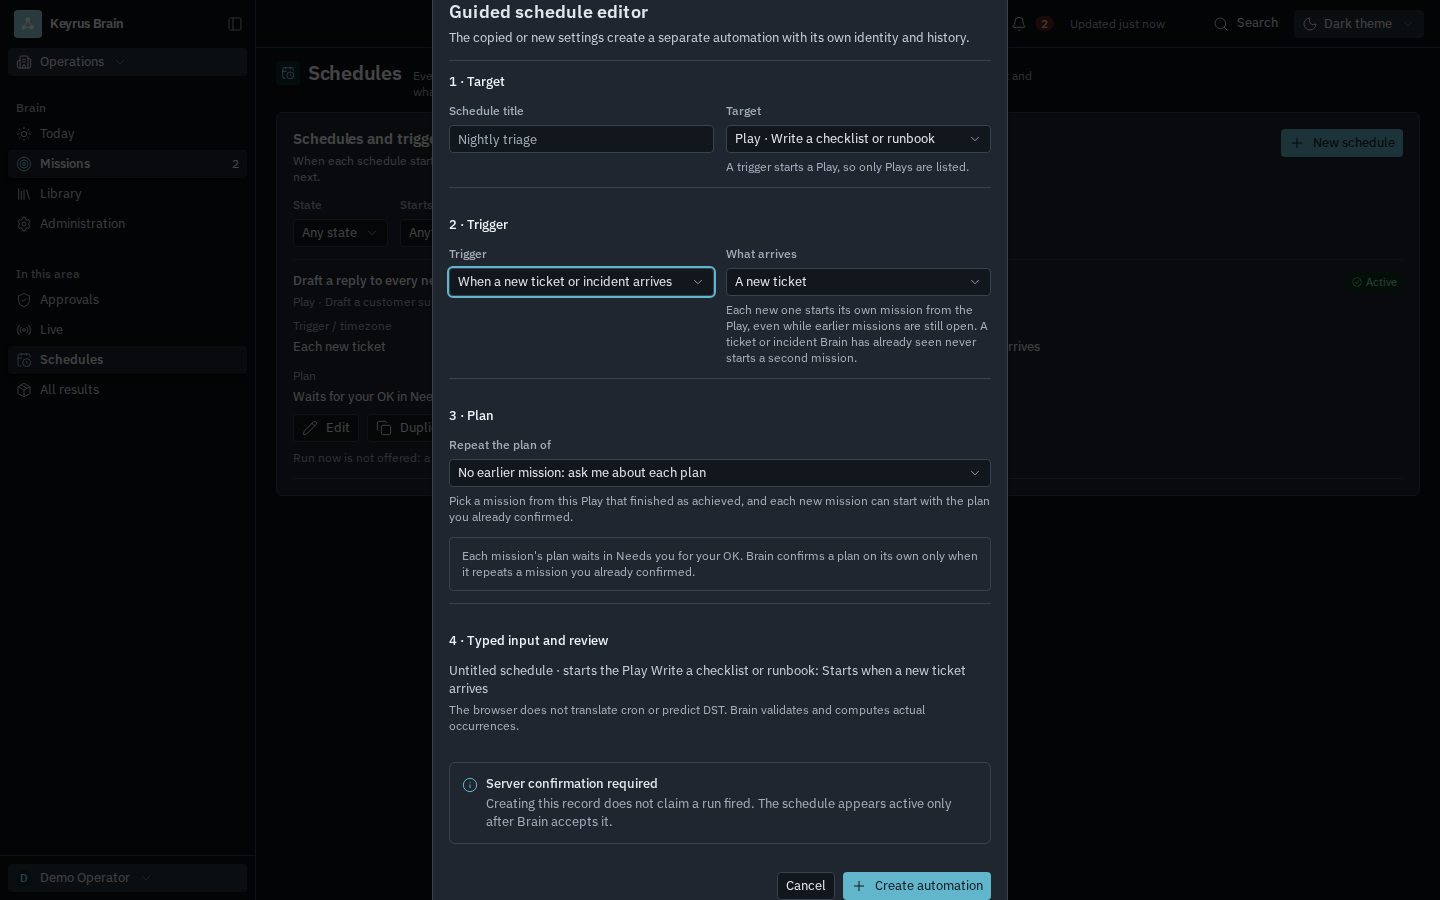 Keyrus Brain
Operations
Brain
Today
Missions 2
Library
Administration
In this area
Approvals
Live
Schedules
All results
D Demo Operator
2 Updated just now Search Dark theme
Schedules
Schedules and trigge
When each schedule start
next.
State Starts
Any state Any
New schedule
Draft a reply to every ne
Active
Play · Draft a customer su
Trigger / timezone
Each new ticket
rrives
Plan
Waits for your OK in Nee
Edit Dupli
Run now is not offered: a
Guided schedule editor
The copied or new settings create a separate automation with its own identity and history.
1 · Target
Schedule title Target
Nightly triage Play · Write a checklist or runbook
A trigger starts a Play, so only Plays are listed.
2 · Trigger
Trigger What arrives
When a new ticket or incident arrives A new ticket
Each new one starts its own mission from the
Play, even while earlier missions are still open. A
ticket or incident Brain has already seen never
starts a second mission.
3 · Plan
Repeat the plan of
No earlier mission: ask me about each plan
Pick a mission from this Play that finished as achieved, and each new mission can start with the plan
you already confirmed.
Each mission's plan waits in Needs you for your OK. Brain confirms a plan on its own only when
it repeats a mission you already confirmed.
4 · Typed input and review
Untitled schedule · starts the Play Write a checklist or runbook: Starts when a new ticket
arrives
The browser does not translate cron or predict DST. Brain validates and computes actual
occurrences.
Server confirmation required
Creating this record does not claim a run fired. The schedule appears active only
after Brain accepts it.
Cancel Create automation